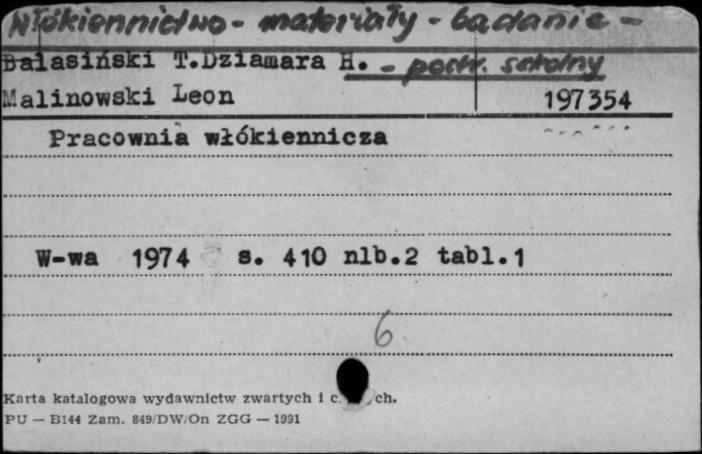 Włókiennictwo - materiały - badanie -
Bałasiński T.Dziamara H. - podr. szkolny
Malinowski Leon 197354
Pracownia włókiennicza
W-wa 1974 s. 410 nlb.2 tabl.1
6
Karta katalogowa wydawnictw zwartych i ch.
PU — B144 Zam. 849/DW/On ZGG — 1991